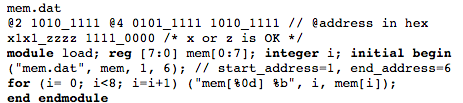 mem.dat
@2 1010_1111 @4 0101_1111 1010_1111 // @address in hex
x1x1_zzzz 1111_0000 /* x or z is OK */
module load; reg [7:0] mem[0:7]; integer i; initial begin
("mem.dat", mem, 1, 6); // start_address=1, end_address=6
for (i= 0; i<8; i=i+1) ("mem[%0d] %b", i, mem[i]);
end endmodule